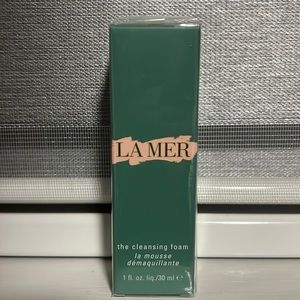 LA MER
the cleansing foam
la mousse
démaquillante
1 fl. oz. liq./30 ml ℮